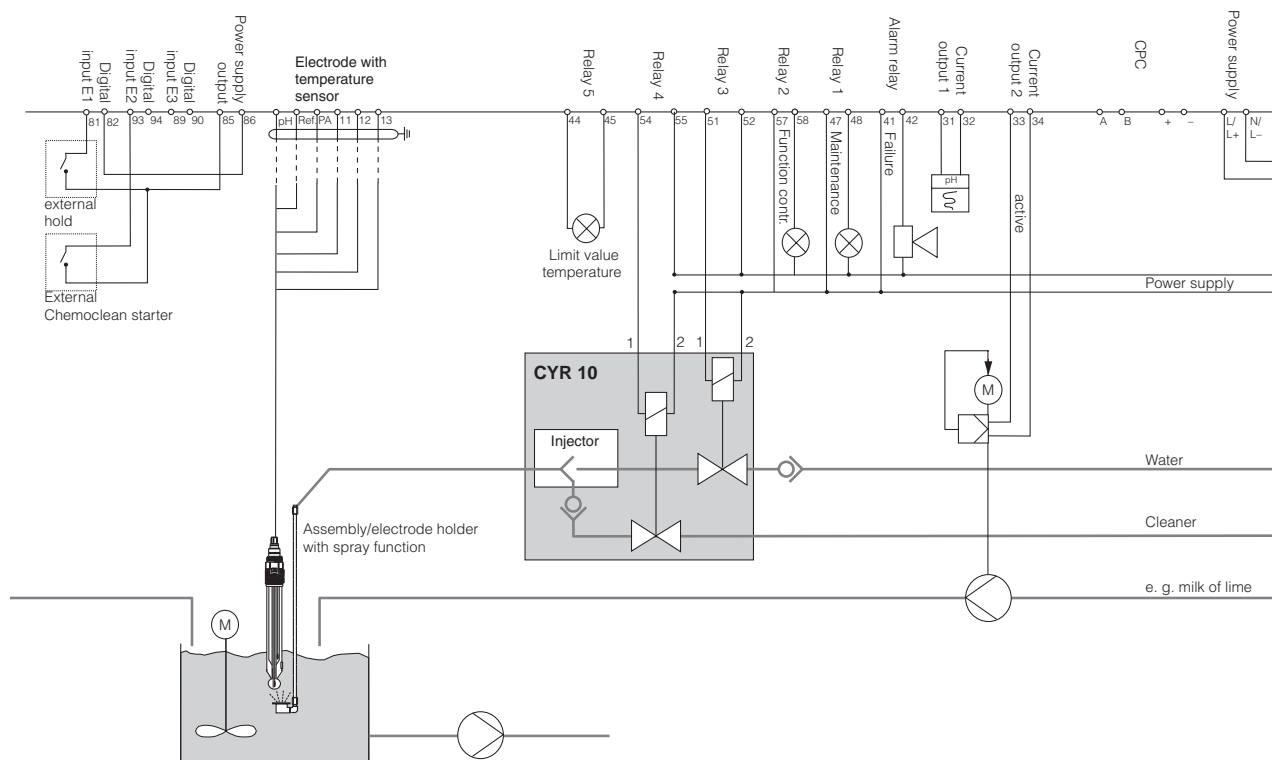 Digital
input E1
Digital
input E2
Digital
input E3
Power supply
output
Electrode with
temperature
sensor
Relay 5
Relay 4
Relay 3
Relay 2
Relay 1
Alarm relay
Current
output 1
Current
output 2
CPC
Power supply
81 82 93 94 89 90 85 86 pH Ref. PA 11 12 13 44 45 54 55 51 52 57 58 47 48 41 42 31 32 33 34 A B + – L/ L+ N/ L–
external
hold
External
Chemoclean starter
Limit value
temperature
Function contr.
Maintenance
Failure
pH
active
Power supply
1 2 1 2
CYR 10
M
Injector
Water
Cleaner
Assembly/electrode holder
with spray function
e. g. milk of lime
M